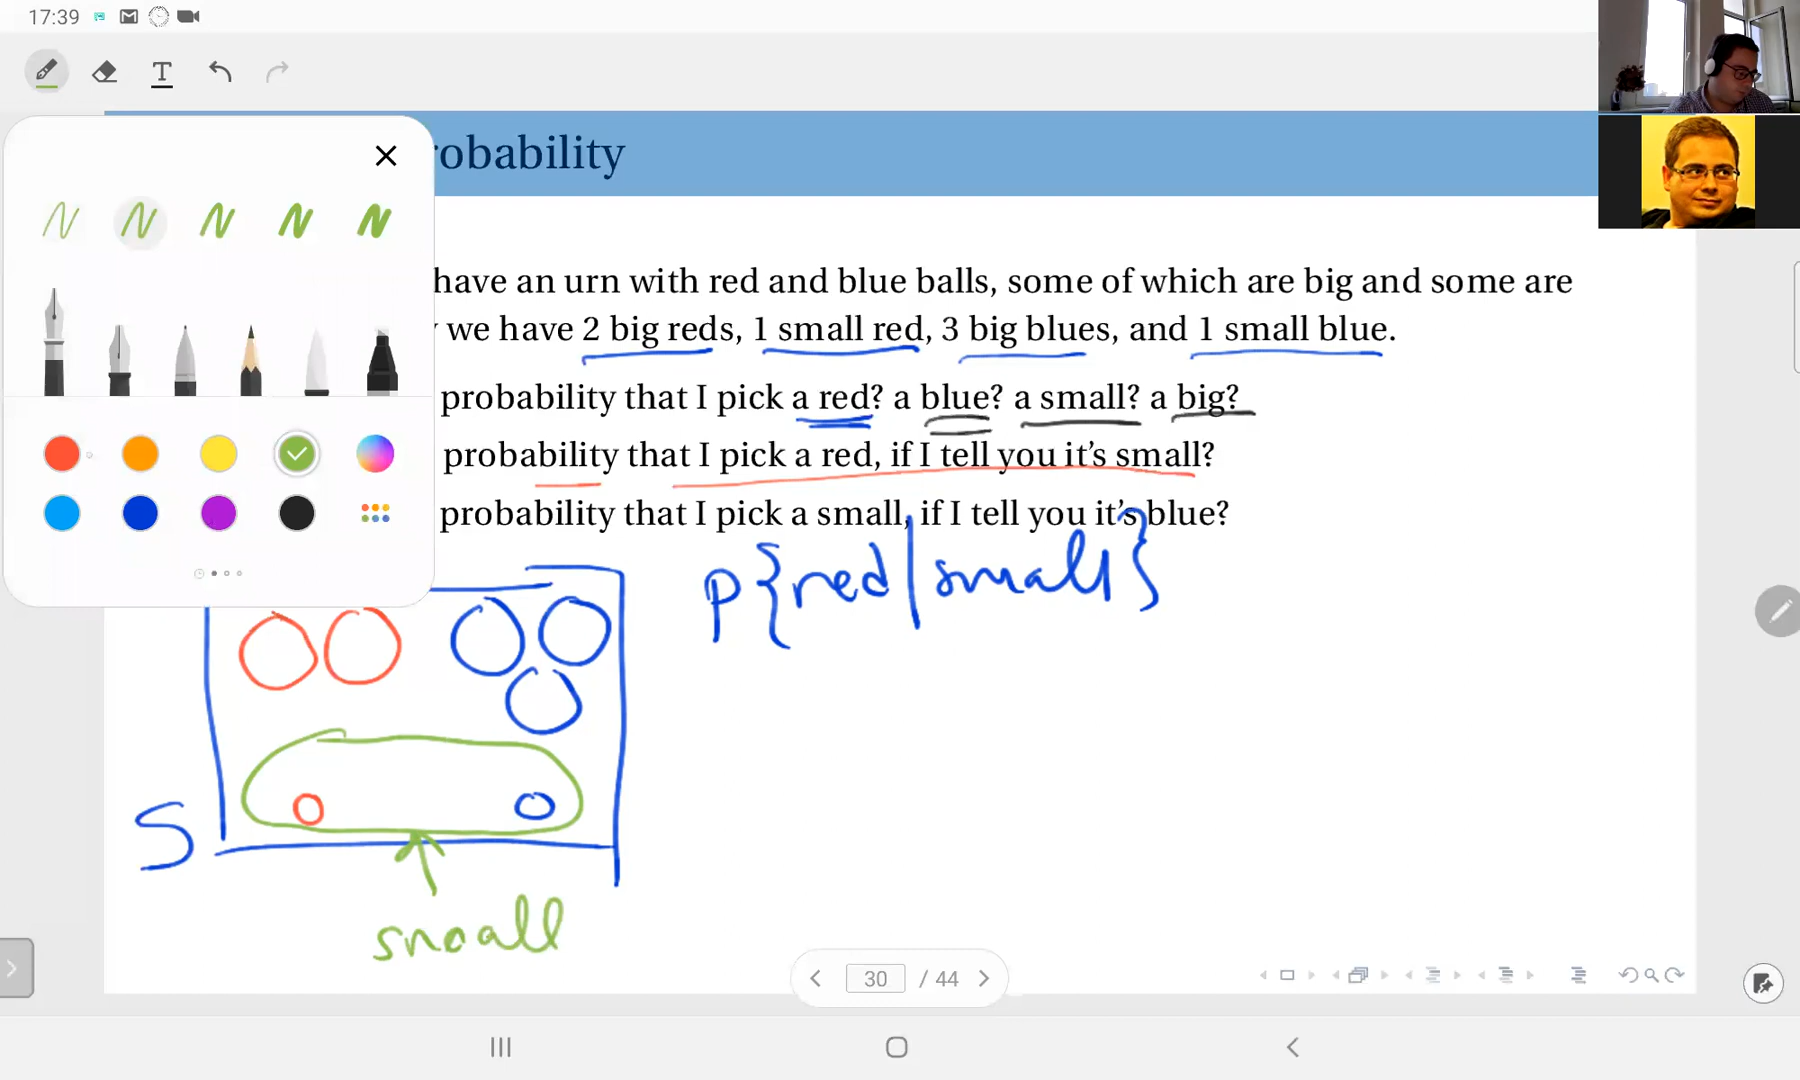 17:39
T
robability
have an urn with red and blue balls, some of which are big and some are
we have 2 big reds, 1 small red, 3 big blues, and 1 small blue.
probability that I pick a red? a blue? a small? a big?
probability that I pick a red, if I tell you it's small?
probability that I pick a small, if I tell you it's blue?
p{red|small}
S
small
30 / 44